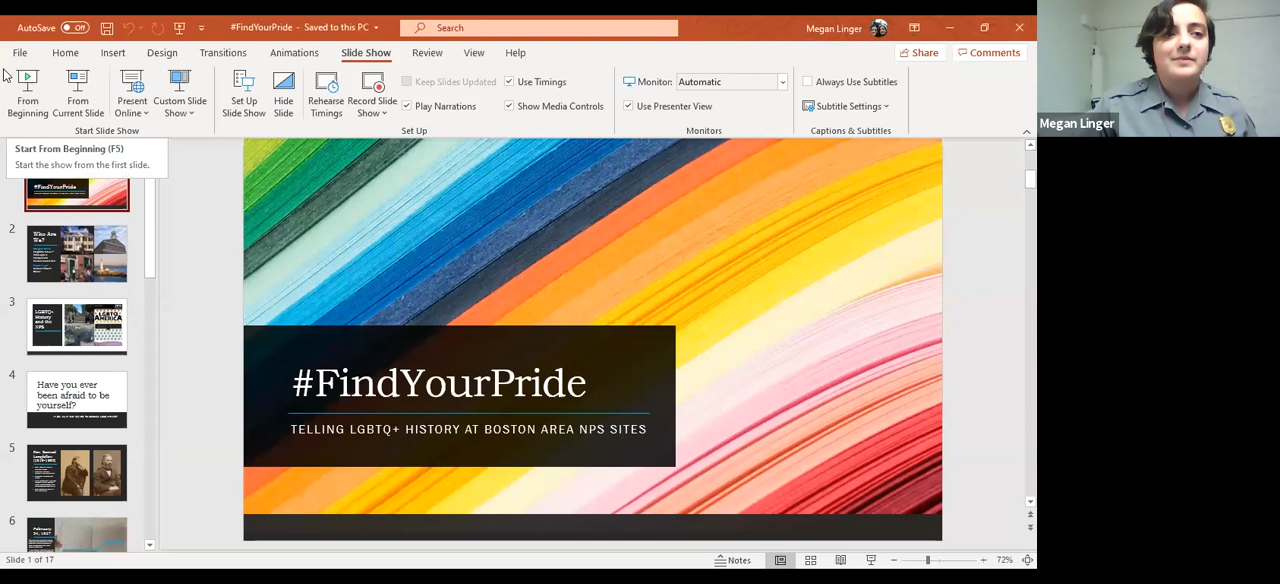 AutoSave Off #FindYourPride - Saved to this PC Search Megan Linger
File Home Insert Design Transitions Animations Slide Show Review View Help Share Comments
From Beginning
From Current Slide
Present Online
Custom Slide Show
Set Up Slide Show
Hide Slide
Rehearse Timings
Record Slide Show
Keep Slides Updated
Play Narrations
Use Timings
Show Media Controls
Monitor: Automatic
Use Presenter View
Always Use Subtitles
Subtitle Settings
Start Slide Show Set Up Monitors Captions & Subtitles
Megan Linger
Start From Beginning (F5)
Start the show from the first slide.
#FindYourPride
2
Who Are We?
3
LGBTQ+ History and the NPS
4
Have you ever
been afraid to be
yourself?
5
6
#FindYourPride
TELLING LGBTQ+ HISTORY AT BOSTON AREA NPS SITES
Slide 1 of 17 Notes 72%